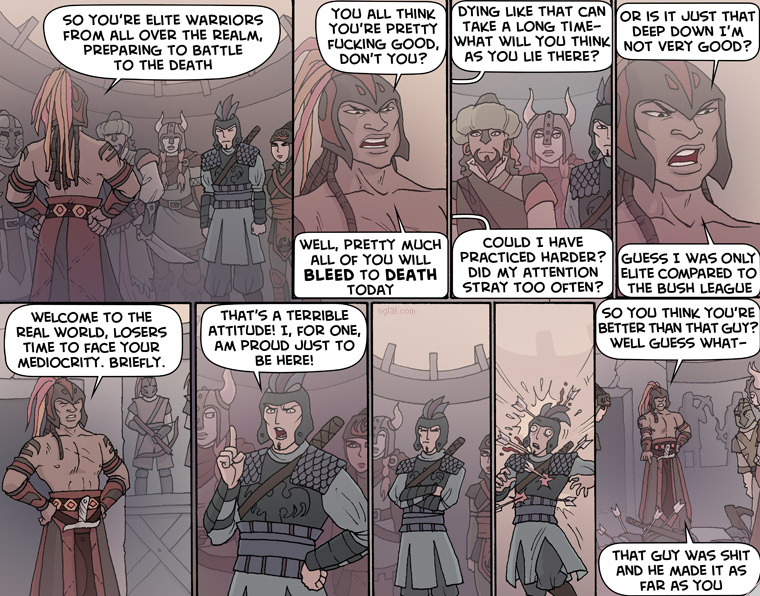 SO YOU'RE ELITE WARRIORS
FROM ALL OVER THE REALM,
PREPARING TO BATTLE
TO THE DEATH
YOU ALL THINK
YOU'RE PRETTY
FUCKING GOOD,
DON'T YOU?
WELL, PRETTY MUCH
ALL OF YOU WILL
BLEED TO DEATH
TODAY
DYING LIKE THAT CAN
TAKE A LONG TIME-
WHAT WILL YOU THINK
AS YOU LIE THERE?
COULD I HAVE
PRACTICED HARDER?
DID MY ATTENTION
STRAY TOO OFTEN?
OR IS IT JUST THAT
DEEP DOWN I'M
NOT VERY GOOD?
GUESS I WAS ONLY
ELITE COMPARED TO
THE BUSH LEAGUE
WELCOME TO THE
REAL WORLD, LOSERS
TIME TO FACE YOUR
MEDIOCRITY. BRIEFLY.
THAT'S A TERRIBLE
ATTITUDE! I, FOR ONE,
AM PROUD JUST TO
BE HERE!
oglaf.com
SO YOU THINK YOU'RE
BETTER THAN THAT GUY?
WELL GUESS WHAT-
THAT GUY WAS SHIT
AND HE MADE IT AS
FAR AS YOU